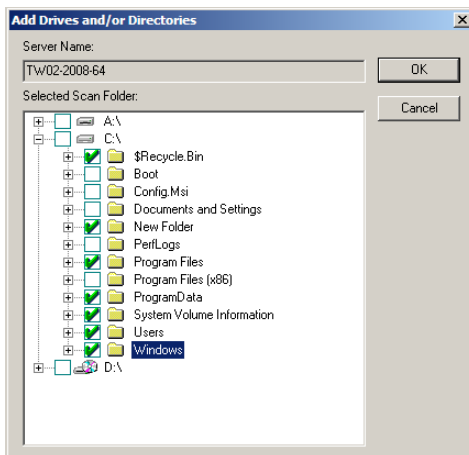 Add Drives and/or Directories
Server Name:
TW02-2008-64
OK
Selected Scan Folder:
Cancel
A:\
C:\
$Recycle.Bin
Boot
Config.Msi
Documents and Settings
New Folder
PerfLogs
Program Files
Program Files (x86)
ProgramData
System Volume Information
Users
Windows
D:\